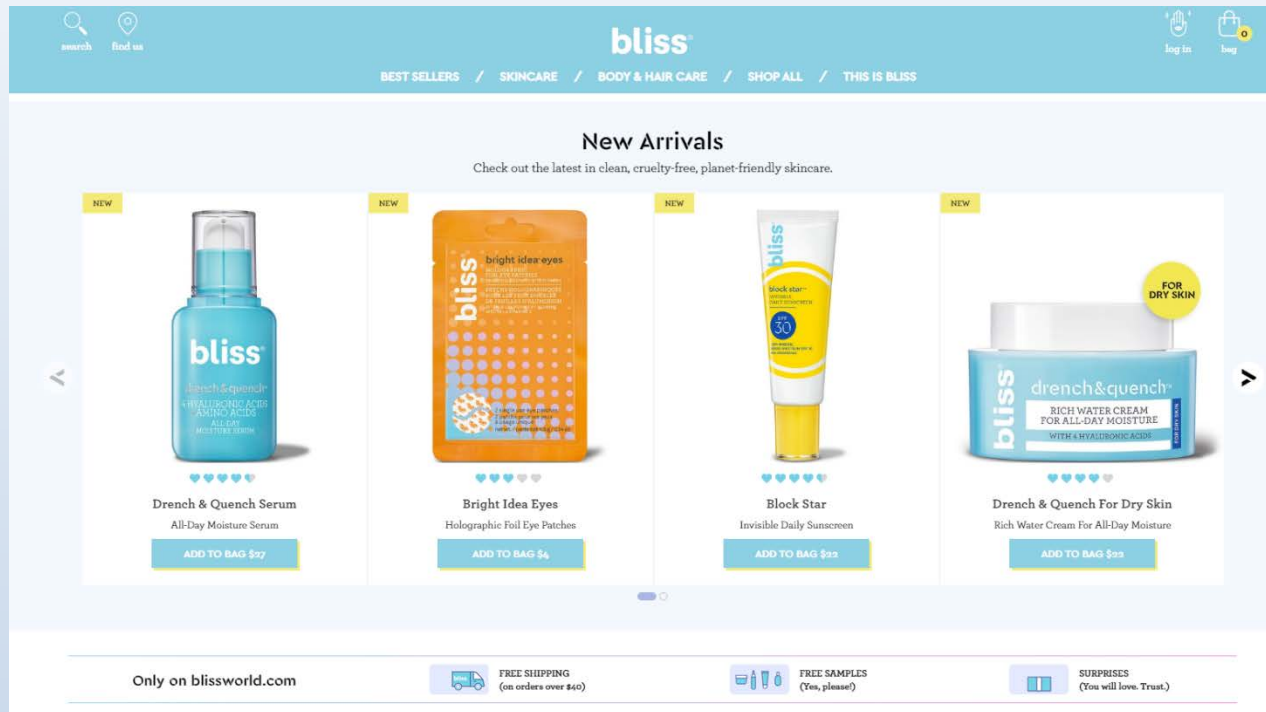 search
find us
bliss
log in
bag
0
BEST SELLERS / SKINCARE / BODY & HAIR CARE / SHOP ALL / THIS IS BLISS
New Arrivals
Check out the latest in clean, cruelty-free, planet-friendly skincare.
NEW
bliss
drench & quench™
4 HYALURONIC ACIDS
AMINO ACIDS
ALL DAY
MOISTURE SERUM
Drench & Quench Serum
All-Day Moisture Serum
ADD TO BAG $27
NEW
bliss
bright idea eyes
Bright Idea Eyes
Holographic Foil Eye Patches
ADD TO BAG $4
NEW
bliss
block star™
INVISIBLE
DAILY SUNSCREEN
SPF
30
Block Star
Invisible Daily Sunscreen
ADD TO BAG $22
NEW
FOR
DRY SKIN
bliss
drench&quench™
RICH WATER CREAM
FOR ALL-DAY MOISTURE
WITH 4 HYALURONIC ACIDS
Drench & Quench For Dry Skin
Rich Water Cream For All-Day Moisture
ADD TO BAG $22
< >
Only on blissworld.com
FREE SHIPPING
(on orders over $40)
FREE SAMPLES
(Yes, please!)
SURPRISES
(You will love. Trust.)